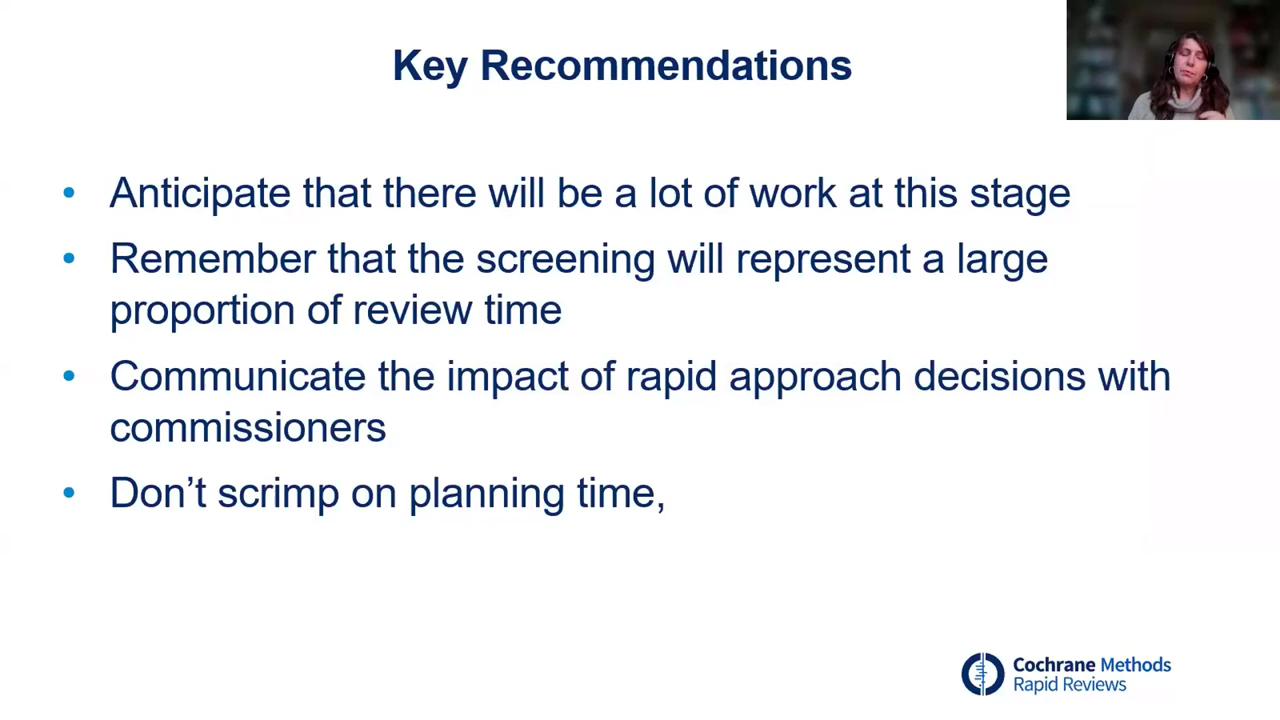 Key Recommendations
• Anticipate that there will be a lot of work at this stage
• Remember that the screening will represent a large
proportion of review time
• Communicate the impact of rapid approach decisions with
commissioners
• Don’t scrimp on planning time,
Cochrane Methods
Rapid Reviews